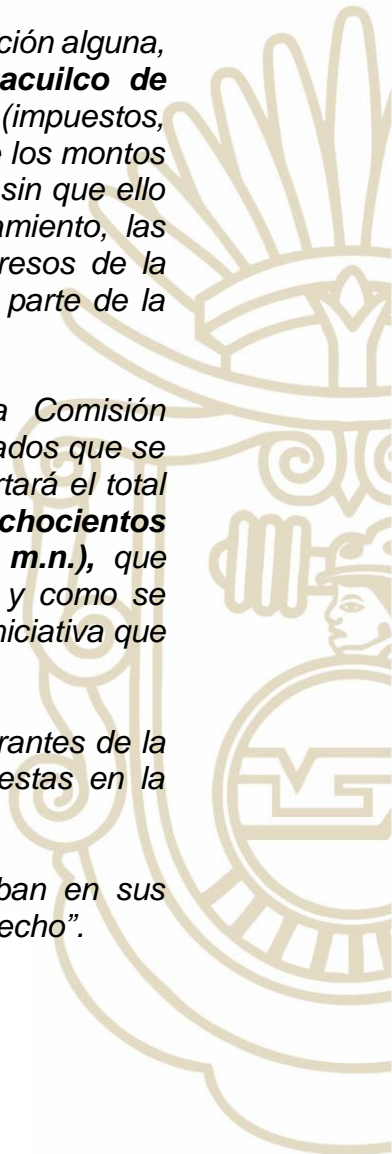 ción alguna,
acuilco de
(impuestos,
e los montos
sin que ello
amiento, las
resos de la
parte de la
a Comisión
ados que se
rtará el total
chocientos
m.n.), que
y como se
niciativa que
rantes de la
estas en la
ban en sus
echo”.